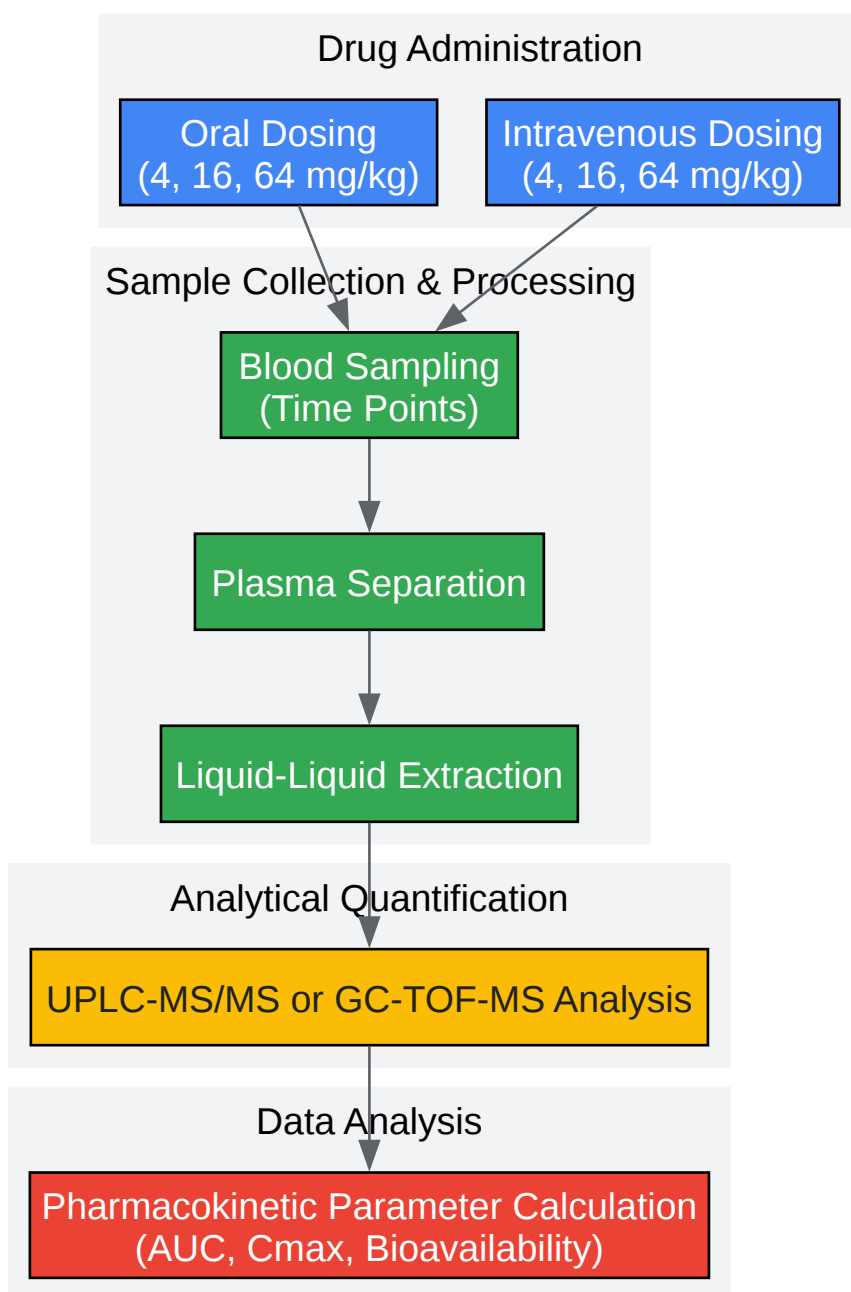 Drug Administration
Oral Dosing
(4, 16, 64 mg/kg)
Intravenous Dosing
(4, 16, 64 mg/kg)
Sample Collection & Processing
Blood Sampling
(Time Points)
Plasma Separation
Liquid-Liquid Extraction
Analytical Quantification
UPLC-MS/MS or GC-TOF-MS Analysis
Data Analysis
Pharmacokinetic Parameter Calculation
(AUC, Cmax, Bioavailability)